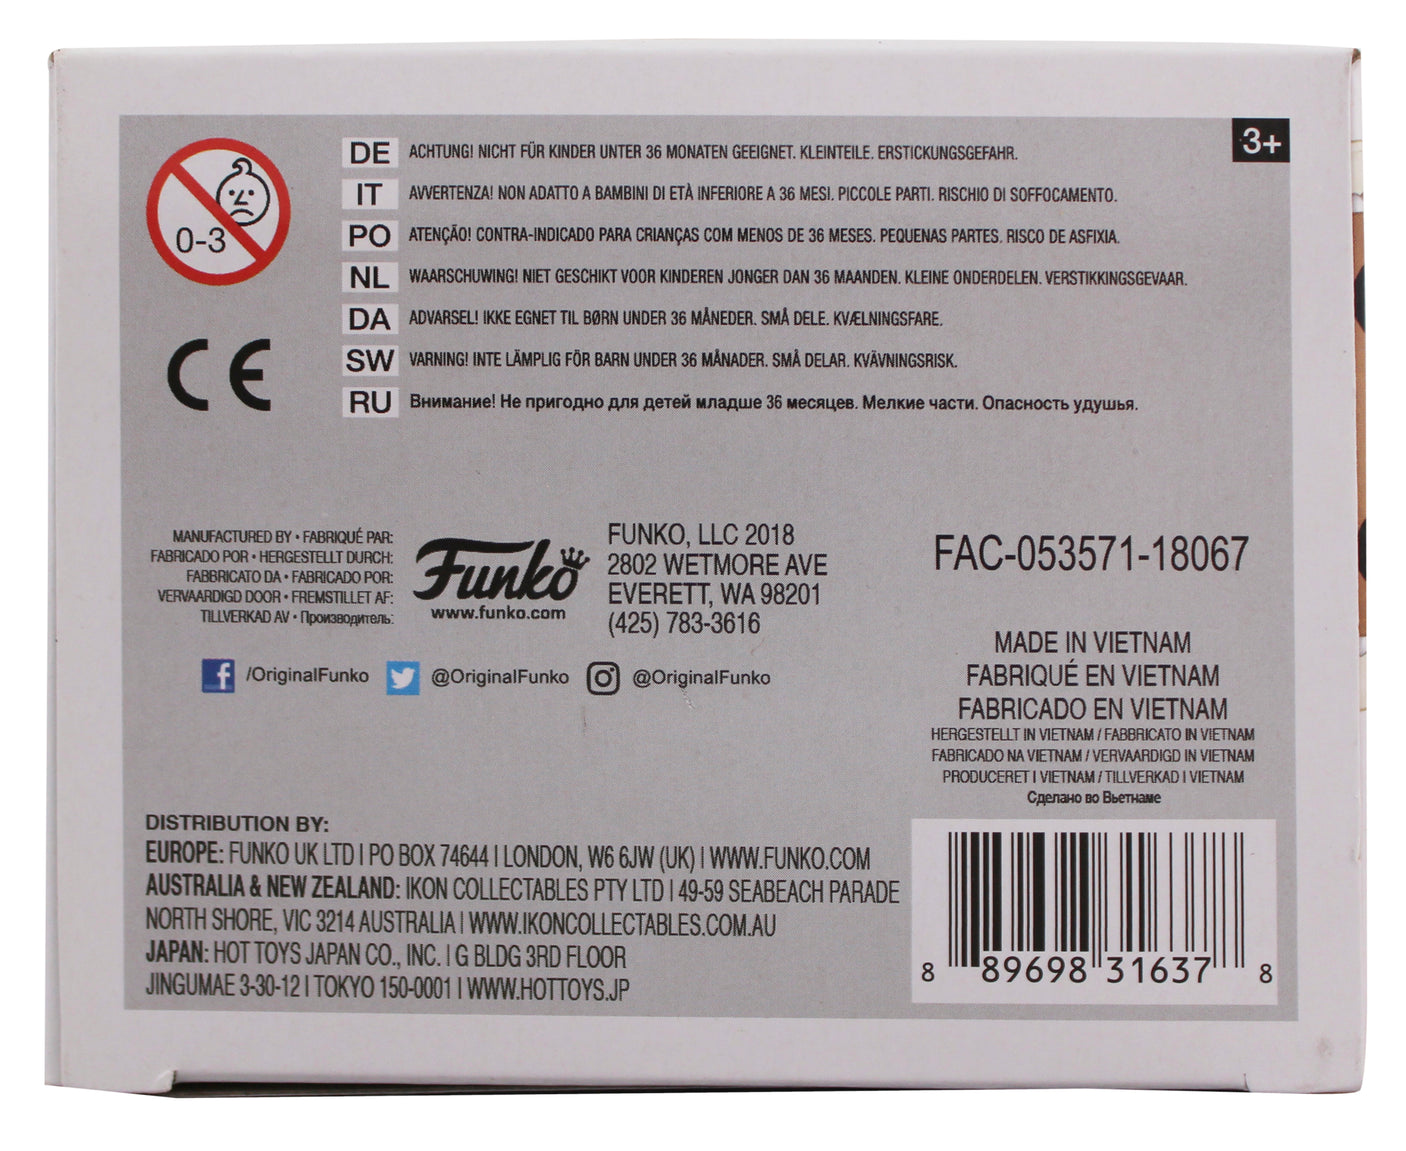 3+
0-3
DE ACHTUNG! NICHT FÜR KINDER UNTER 36 MONATEN GEEIGNET. KLEINTEILE. ERSTICKUNGSGEFAHR.
IT AVVERTENZA! NON ADATTO A BAMBINI DI ETÀ INFERIORE A 36 MESI. PICCOLE PARTI. RISCHIO DI SOFFOCAMENTO.
PO ATENÇÃO! CONTRA-INDICADO PARA CRIANÇAS COM MENOS DE 36 MESES. PEQUENAS PARTES. RISCO DE ASFIXIA.
NL WAARSCHUWING! NIET GESCHIKT VOOR KINDEREN JONGER DAN 36 MAANDEN. KLEINE ONDERDELEN. VERSTIKKINGSGEVAAR.
DA ADVARSEL! IKKE EGNET TIL BØRN UNDER 36 MÅNEDER. SMÅ DELE. KVÆLNINGSFARE.
SW VARNING! INTE LÄMPLIG FÖR BARN UNDER 36 MÅNADER. SMÅ DELAR. KVÄVNINGSRISK.
RU Внимание! Не пригодно для детей младше 36 месяцев. Мелкие части. Опасность удушья.
CE
MANUFACTURED BY • FABRIQUÉ PAR:
FABRICADO POR • HERGESTELLT DURCH:
FABBRICATO DA • FABRICADO POR:
VERVAARDIGD DOOR • FREMSTILLET AF:
TILLVERKAD AV • Производитель:
Funko
www.funko.com
FUNKO, LLC 2018
2802 WETMORE AVE
EVERETT, WA 98201
(425) 783-3616
f /OriginalFunko @OriginalFunko @OriginalFunko
FAC-053571-18067
MADE IN VIETNAM
FABRIQUÉ EN VIETNAM
FABRICADO EN VIETNAM
HERGESTELLT IN VIETNAM / FABBRICATO IN VIETNAM
FABRICADO NA VIETNAM / VERVAARDIGD IN VIETNAM
PRODUCERET I VIETNAM / TILLVERKAD I VIETNAM
Сделано во Вьетнаме
DISTRIBUTION BY:
EUROPE: FUNKO UK LTD | PO BOX 74644 | LONDON, W6 6JW (UK) | WWW.FUNKO.COM
AUSTRALIA & NEW ZEALAND: IKON COLLECTABLES PTY LTD | 49-59 SEABEACH PARADE
NORTH SHORE, VIC 3214 AUSTRALIA | WWW.IKONCOLLECTABLES.COM.AU
JAPAN: HOT TOYS JAPAN CO., INC. | G BLDG 3RD FLOOR
JINGUMAE 3-30-12 | TOKYO 150-0001 | WWW.HOTTOYS.JP
8 89698 31637 8